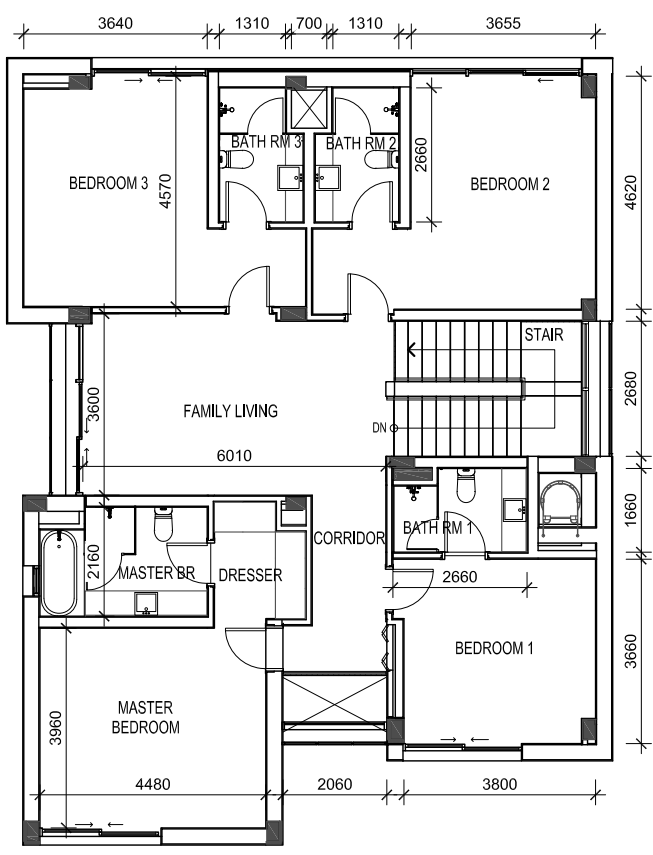 3640
1310
700
1310
3655
BATH RM 3
BATH RM 2
BEDROOM 3
4570
2660
BEDROOM 2
4620
STAIR
3600
FAMILY LIVING
DN
2680
6010
BATH RM 1
1660
CORRIDOR
2160
MASTER BR
DRESSER
2660
BEDROOM 1
3660
MASTER
BEDROOM
3960
4480
2060
3800